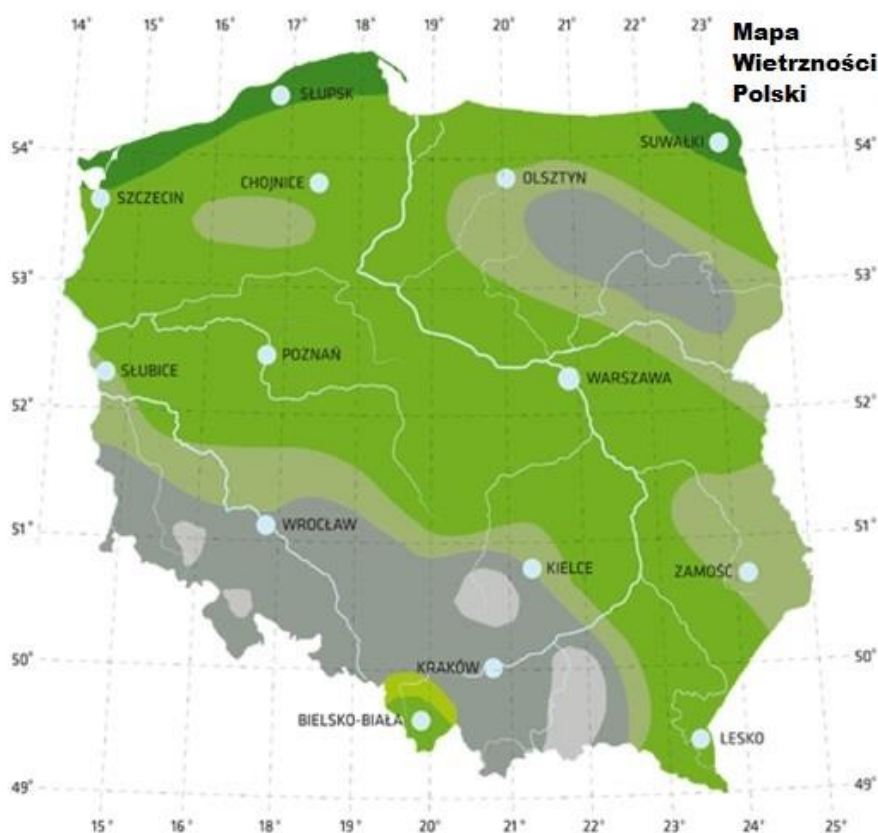 14° 15° 16° 17° 18° 19° 20° 21° 22° 23°
Mapa
Wietrzności
Polski
SŁUPSK
54° SUWAŁKI 54°
CHOJNICE OLSZTYN
SZCZECIN
53° 53°
POZNAŃ
SŁUBICE WARSZAWA
52° 52°
51° WROCŁAW 51°
KIELCE ZAMOŚĆ
50° KRAKÓW 50°
BIELSKO-BIAŁA LESKO
49° 49°
15° 16° 17° 18° 19° 20° 21° 22° 23° 24° 25°